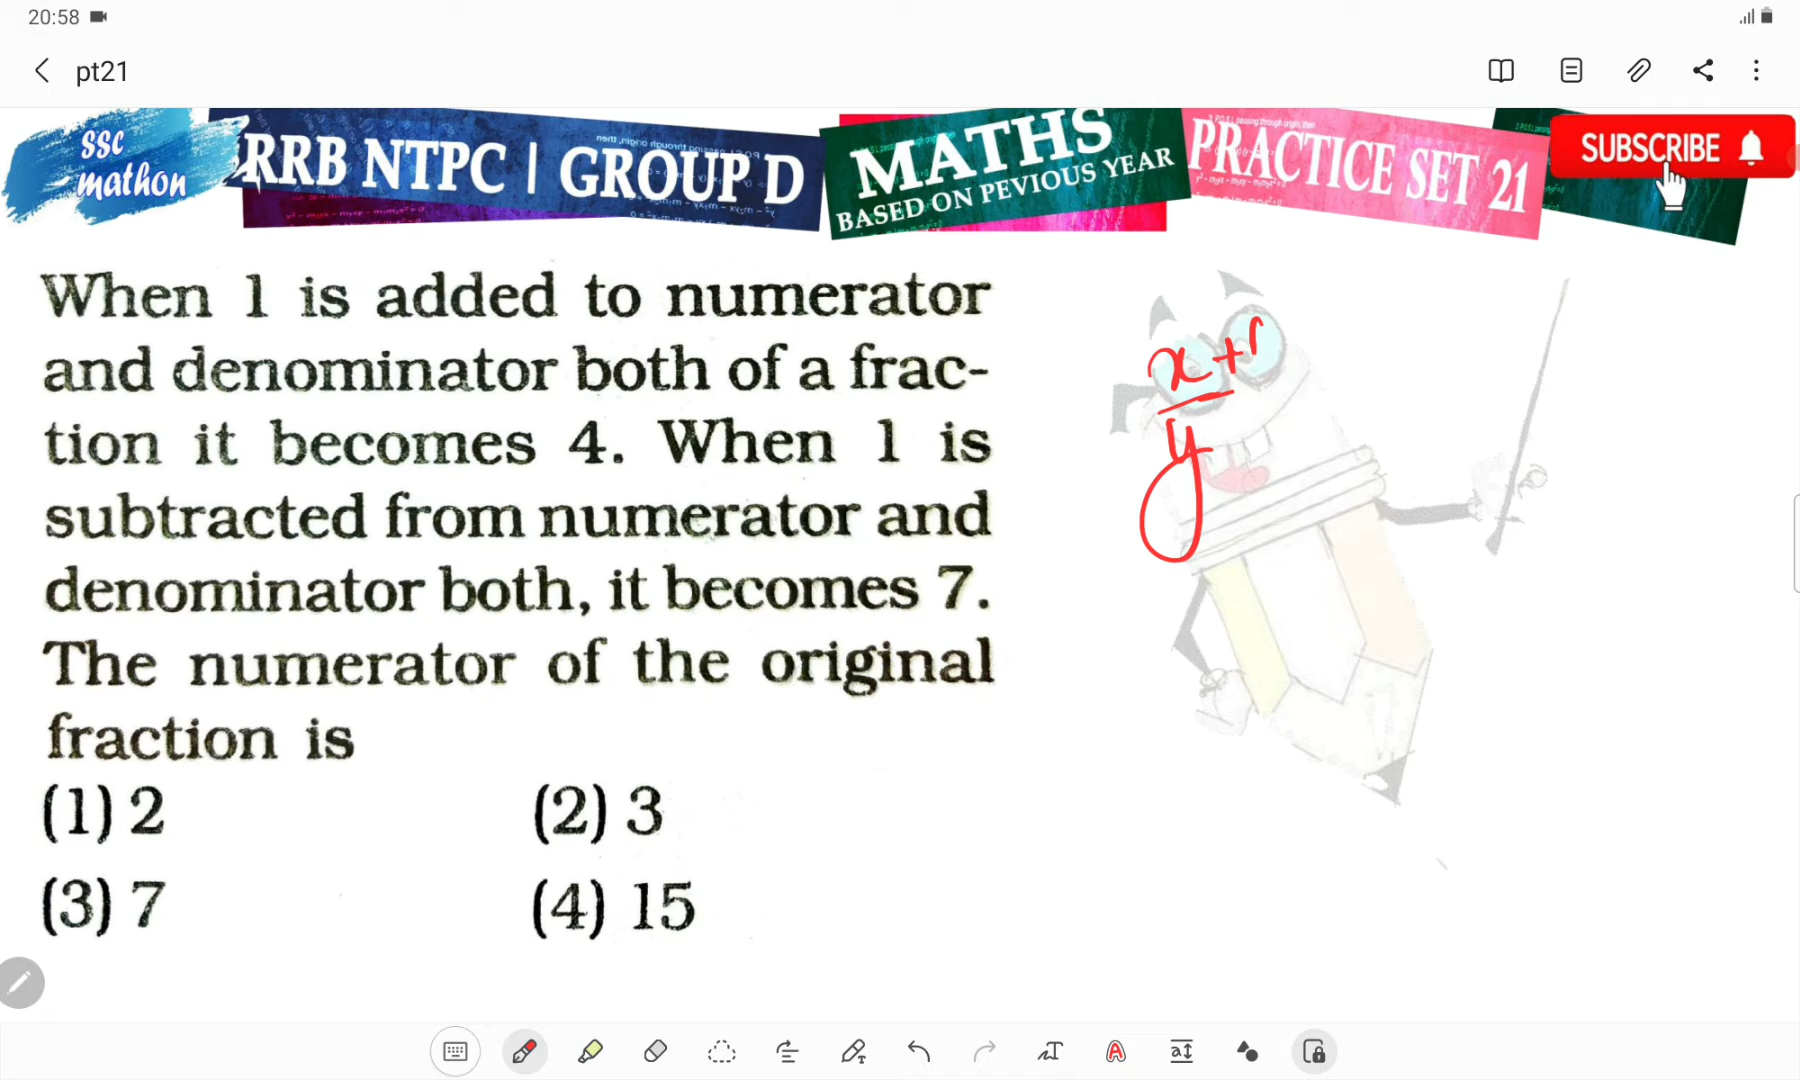 20:58
pt21
ssc
mathon
RRB NTPC | GROUP D
MATHS
BASED ON PEVIOUS YEAR
PRACTICE SET 21
SUBSCRIBE
When 1 is added to numerator
and denominator both of a frac-
tion it becomes 4. When 1 is
subtracted from numerator and
denominator both, it becomes 7.
The numerator of the original
fraction is
(1) 2 (2) 3
(3) 7 (4) 15
x+1
y